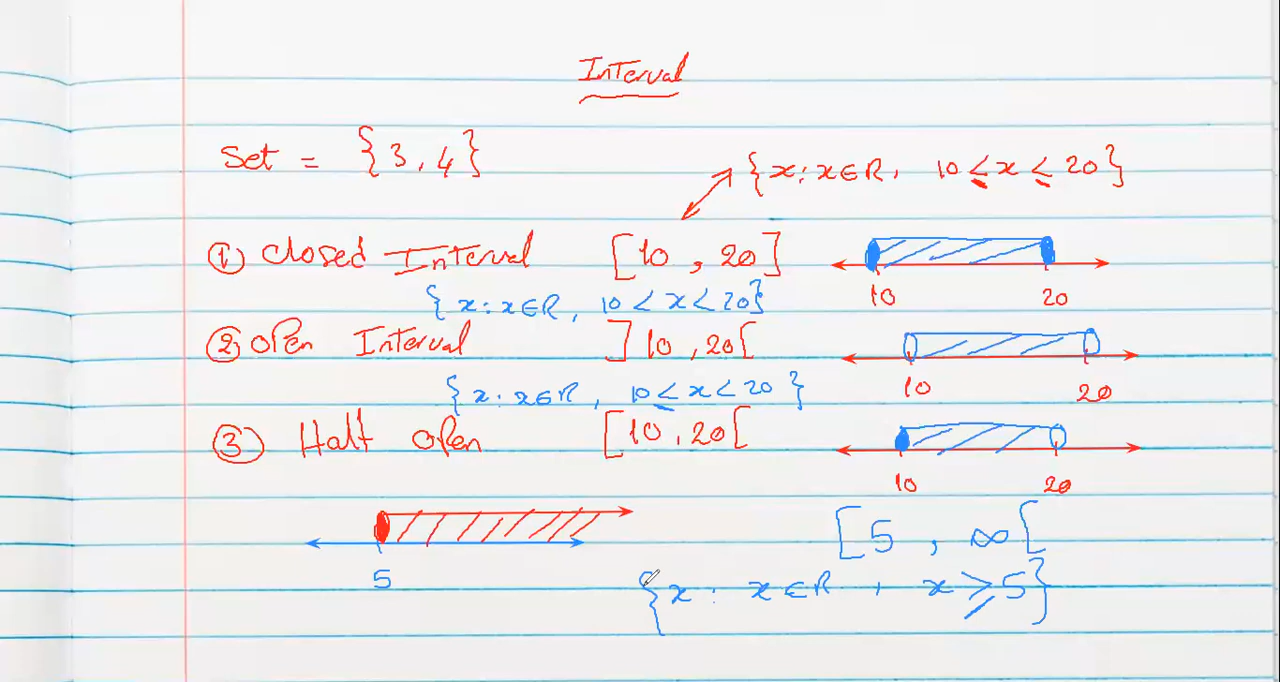 Interval
Set = {3, 4}
{x: x∈R, 10 ≤ x ≤ 20}
① Closed Interval [10, 20]
10 20
{x: x∈R, 10 < x < 20}
② Open Interval ]10, 20[
10 20
{x: x∈R, 10 ≤ x < 20}
③ Half Open [10, 20[
10 20
[5, ∞[
5
{x: x∈R, x ≥ 5}